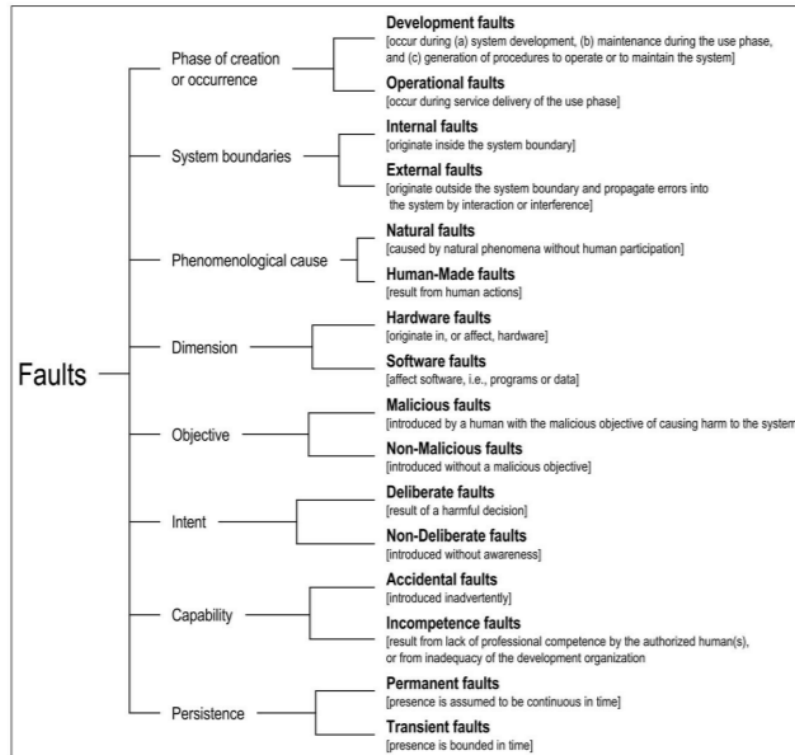 Faults
Phase of creation
or occurrence
Development faults
[occur during (a) system development, (b) maintenance during the use phase,
and (c) generation of procedures to operate or to maintain the system]
Operational faults
[occur during service delivery of the use phase]
System boundaries
Internal faults
[originate inside the system boundary]
External faults
[originate outside the system boundary and propagate errors into
the system by interaction or interference]
Phenomenological cause
Natural faults
[caused by natural phenomena without human participation]
Human-Made faults
[result from human actions]
Dimension
Hardware faults
[originate in, or affect, hardware]
Software faults
[affect software, i.e., programs or data]
Objective
Malicious faults
[introduced by a human with the malicious objective of causing harm to the system
Non-Malicious faults
[introduced without a malicious objective]
Intent
Deliberate faults
[result of a harmful decision]
Non-Deliberate faults
[introduced without awareness]
Capability
Accidental faults
[introduced inadvertently]
Incompetence faults
[result from lack of professional competence by the authorized human(s),
or from inadequacy of the development organization
Persistence
Permanent faults
[presence is assumed to be continuous in time]
Transient faults
[presence is bounded in time]